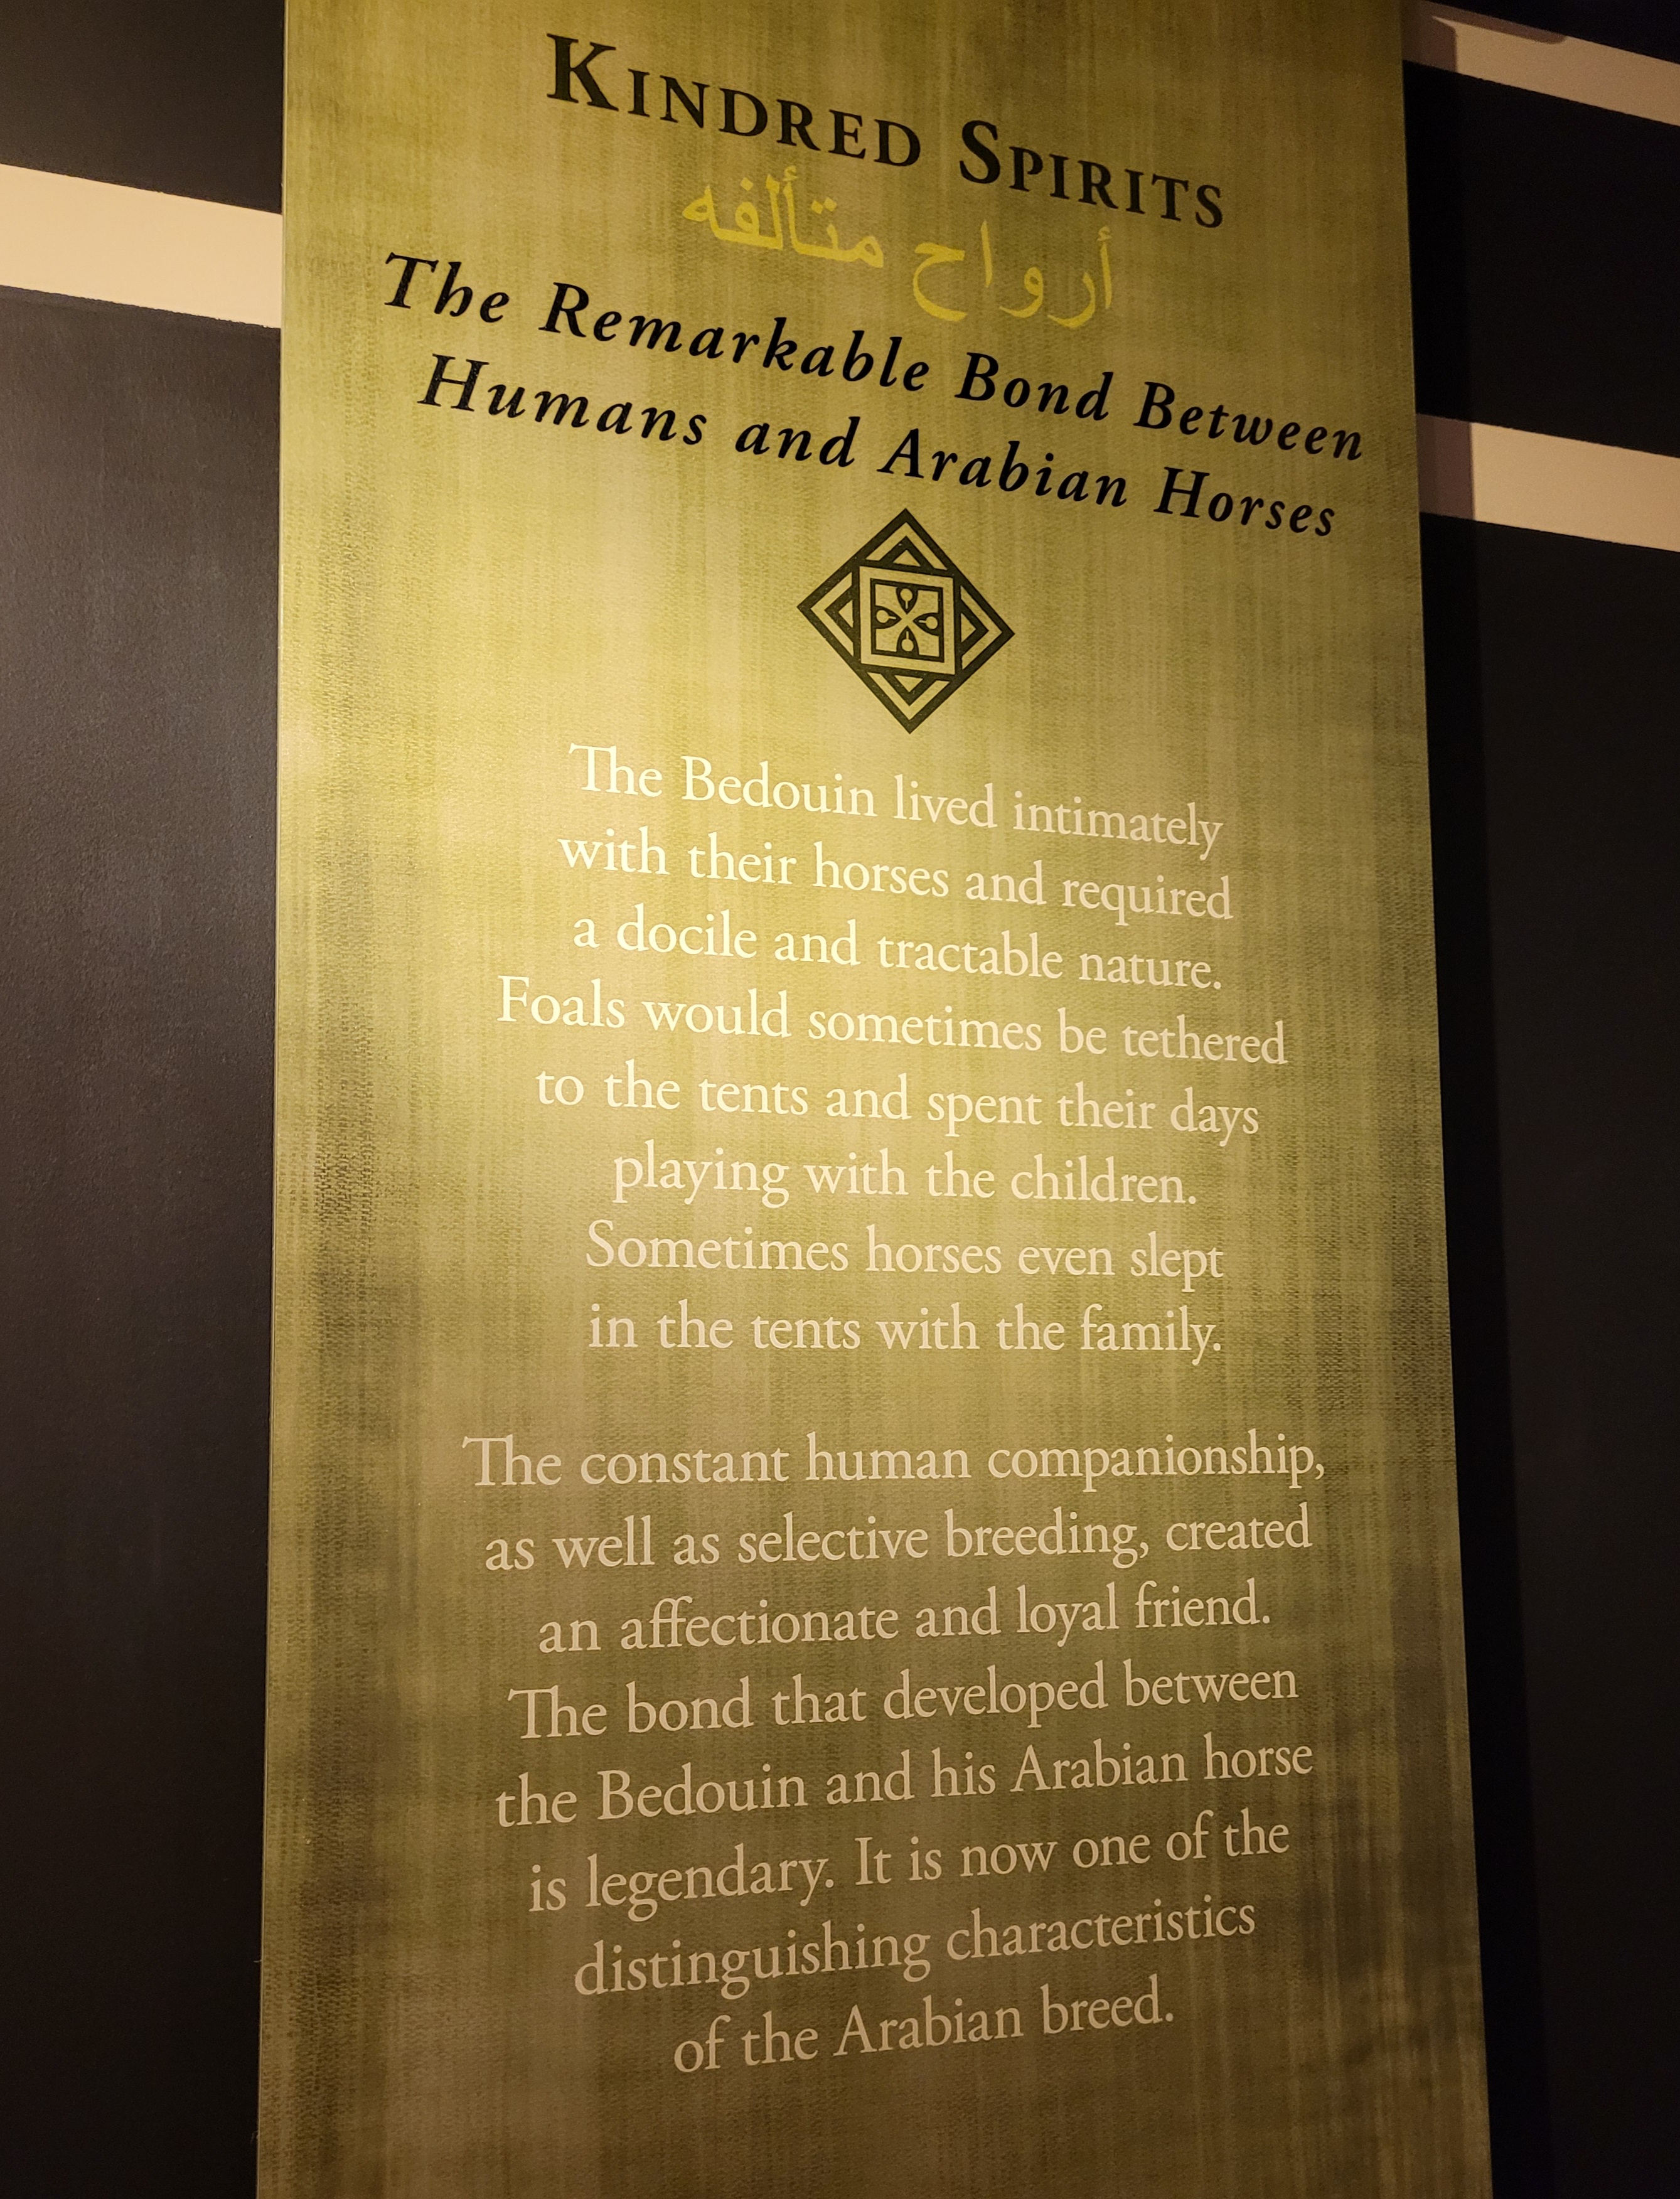 KINDRED SPIRITS
أرواح متألفه
The Remarkable Bond Between
Humans and Arabian Horses
The Bedouin lived intimately
with their horses and required
a docile and tractable nature.
Foals would sometimes be tethered
to the tents and spent their days
playing with the children.
Sometimes horses even slept
in the tents with the family.
The constant human companionship,
as well as selective breeding, created
an affectionate and loyal friend.
The bond that developed between
the Bedouin and his Arabian horse
is legendary. It is now one of the
distinguishing characteristics
of the Arabian breed.